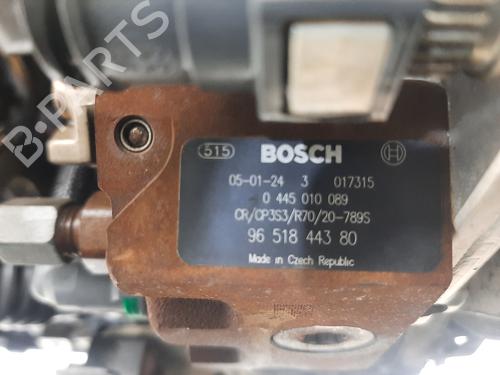 B-PARTS
515 BOSCH
05-01-24 3 017315
0 445 010 089
CR/CP3S3/R70/20-789S
96 518 443 80
Made in Czech Republic